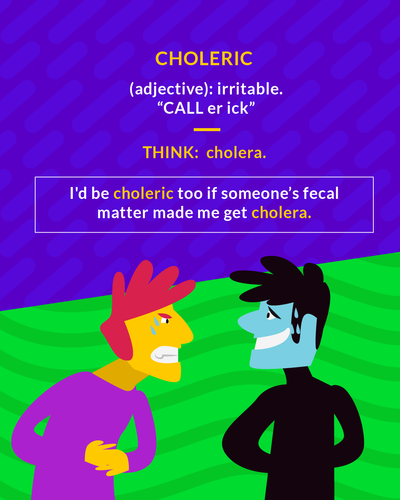 CHOLERIC
(adjective): irritable.
“CALL er ick”
THINK: cholera.
I'd be choleric too if someone’s fecal
matter made me get cholera.